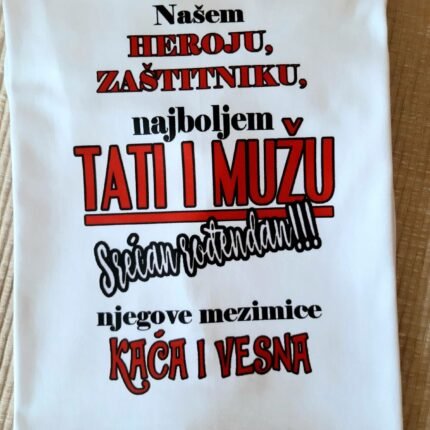 Našem
HEROJU,
ZAŠTITNIKU,
najboljem
TATI I MUŽU
Srećan rođendan!!!
njegove mezimice
KAĆA I VESNA